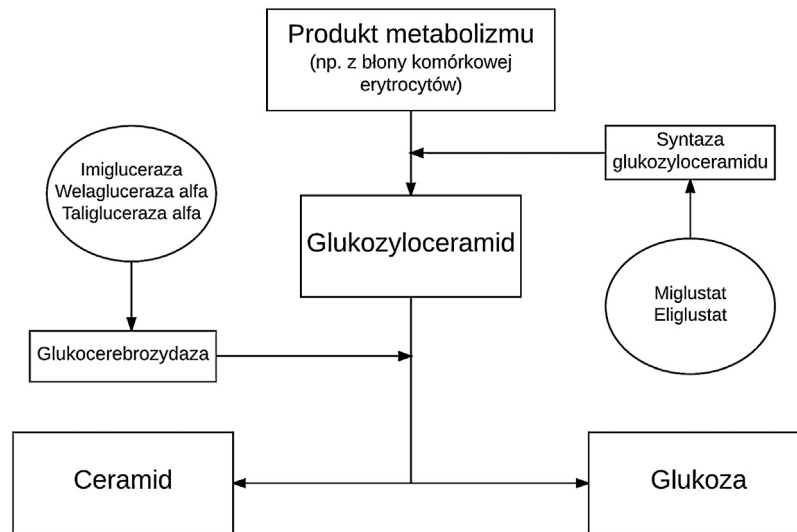 Produkt metabolizmu
(np. z błony komórkowej
erytrocytów)
Syntaza
glukozyloceramidu
Imigluceraza
Welagluceraza alfa
Taligluceraza alfa
Glukozyloceramid
Miglustat
Eliglustat
Glukocerebrozydaza
Ceramid
Glukoza